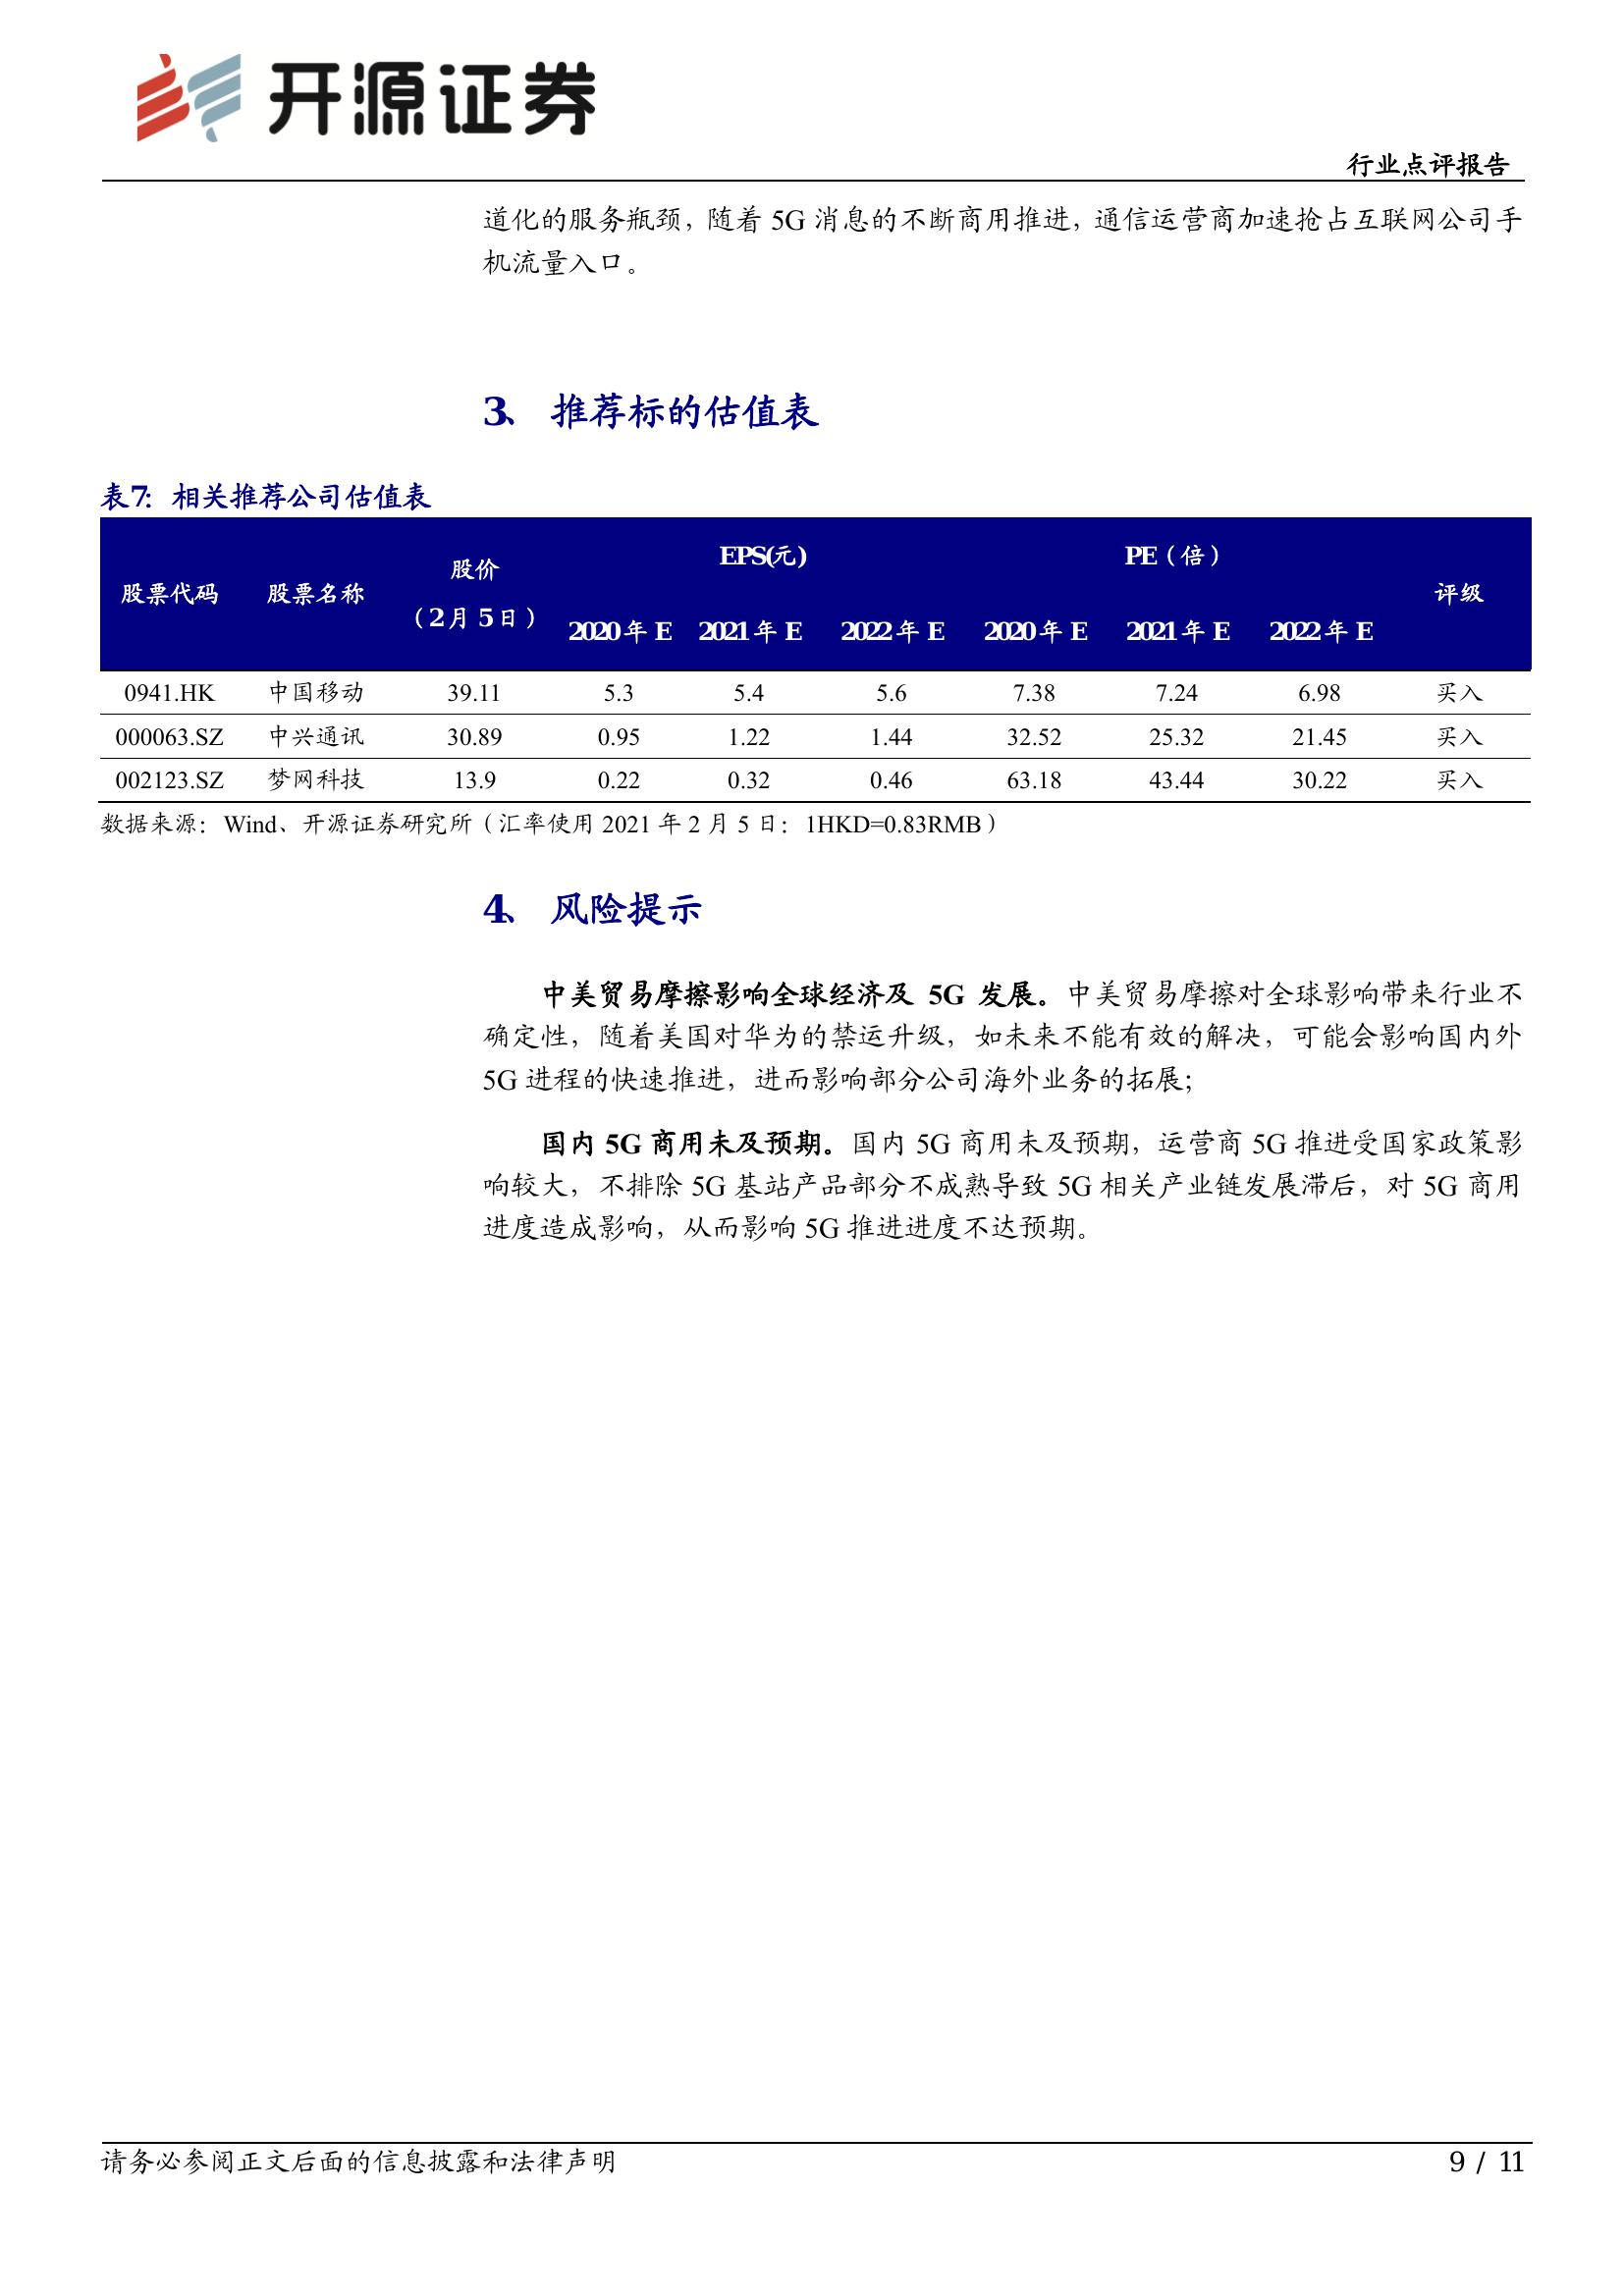 开源证券
行业点评报告
道化的服务瓶颈，随着 5G 消息的不断商用推进，通信运营商加速抢占互联网公司手
机流量入口。
3、 推荐标的估值表
表7：相关推荐公司估值表
股票代码 股票名称 股价（2月5日） EPS(元) PE（倍） 评级
2020年E 2021年E 2022年E 2020年E 2021年E 2022年E
0941.HK 中国移动 39.11 5.3 5.4 5.6 7.38 7.24 6.98 买入
000063.SZ 中兴通讯 30.89 0.95 1.22 1.44 32.52 25.32 21.45 买入
002123.SZ 梦网科技 13.9 0.22 0.32 0.46 63.18 43.44 30.22 买入
数据来源：Wind、开源证券研究所（汇率使用 2021 年 2 月 5 日：1HKD=0.83RMB）
4、 风险提示
中美贸易摩擦影响全球经济及 5G 发展。中美贸易摩擦对全球影响带来行业不
确定性，随着美国对华为的禁运升级，如未来不能有效的解决，可能会影响国内外
5G 进程的快速推进，进而影响部分公司海外业务的拓展；
国内 5G 商用未及预期。国内 5G 商用未及预期，运营商 5G 推进受国家政策影
响较大，不排除 5G 基站产品部分不成熟导致 5G 相关产业链发展滞后，对 5G 商用
进度造成影响，从而影响 5G 推进进度不达预期。
请务必参阅正文后面的信息披露和法律声明
9 / 11